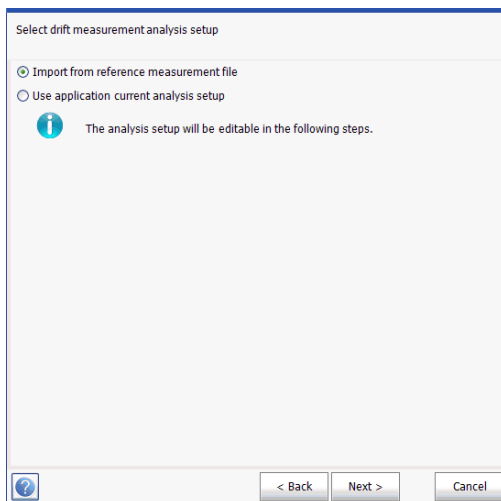 Select drift measurement analysis setup
Import from reference measurement file
Use application current analysis setup
The analysis setup will be editable in the following steps.
< Back Next > Cancel